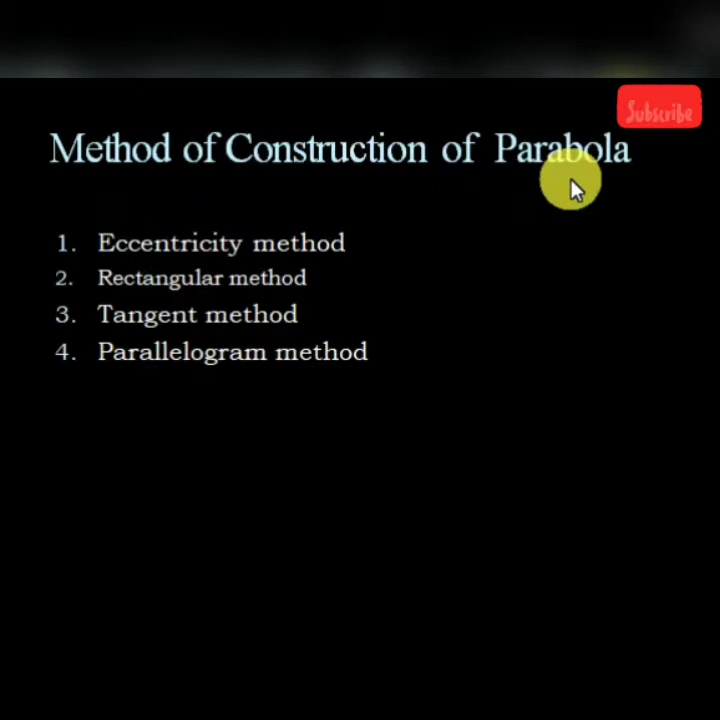 Subscribe
Method of Construction of Parabola
1. Eccentricity method
2. Rectangular method
3. Tangent method
4. Parallelogram method